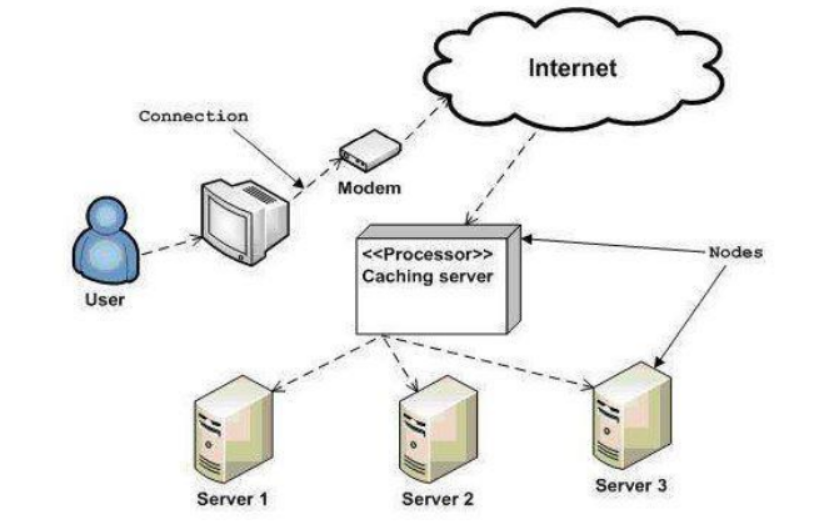 Internet
Connection
Modem
<<Processor>>
Caching server
Nodes
User
Server 1
Server 2
Server 3